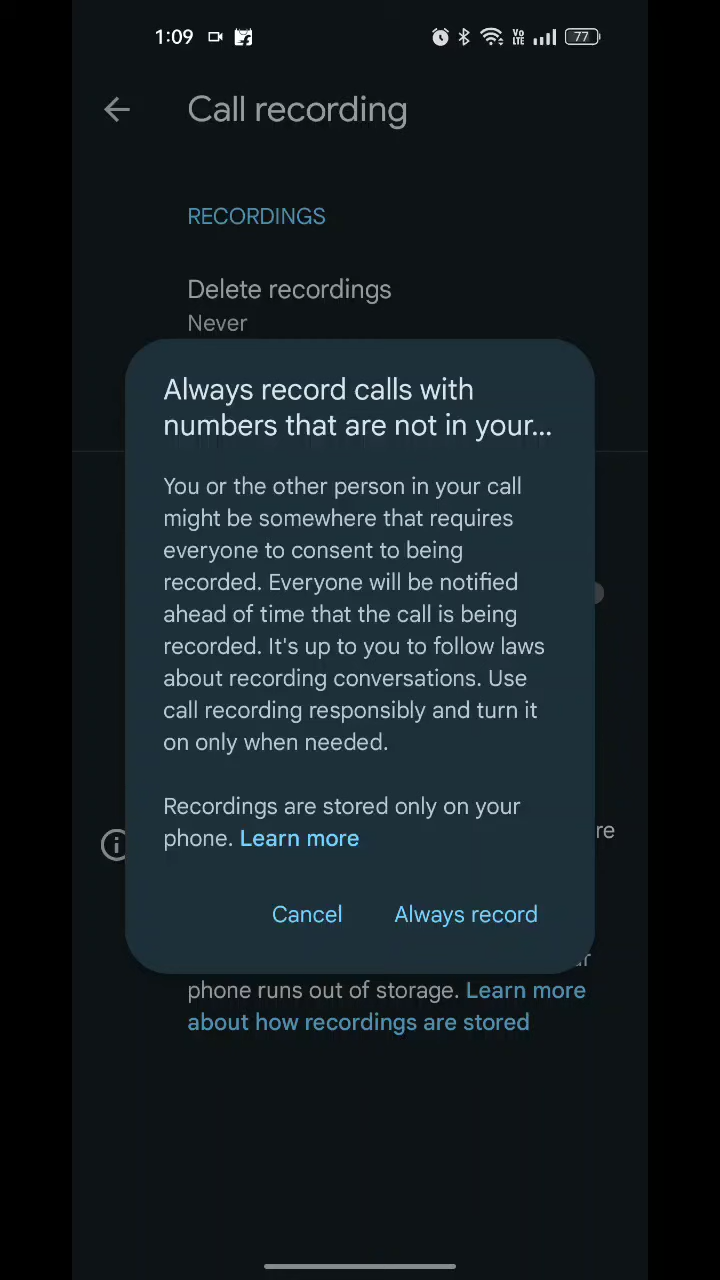 1:09
Vo
LTE
77
Call recording
RECORDINGS
Delete recordings
Never
Always record calls with
numbers that are not in your...
You or the other person in your call
might be somewhere that requires
everyone to consent to being
recorded. Everyone will be notified
ahead of time that the call is being
recorded. It's up to you to follow laws
about recording conversations. Use
call recording responsibly and turn it
on only when needed.
re
Recordings are stored only on your
phone. Learn more
Cancel Always record
phone runs out of storage. Learn more
about how recordings are stored